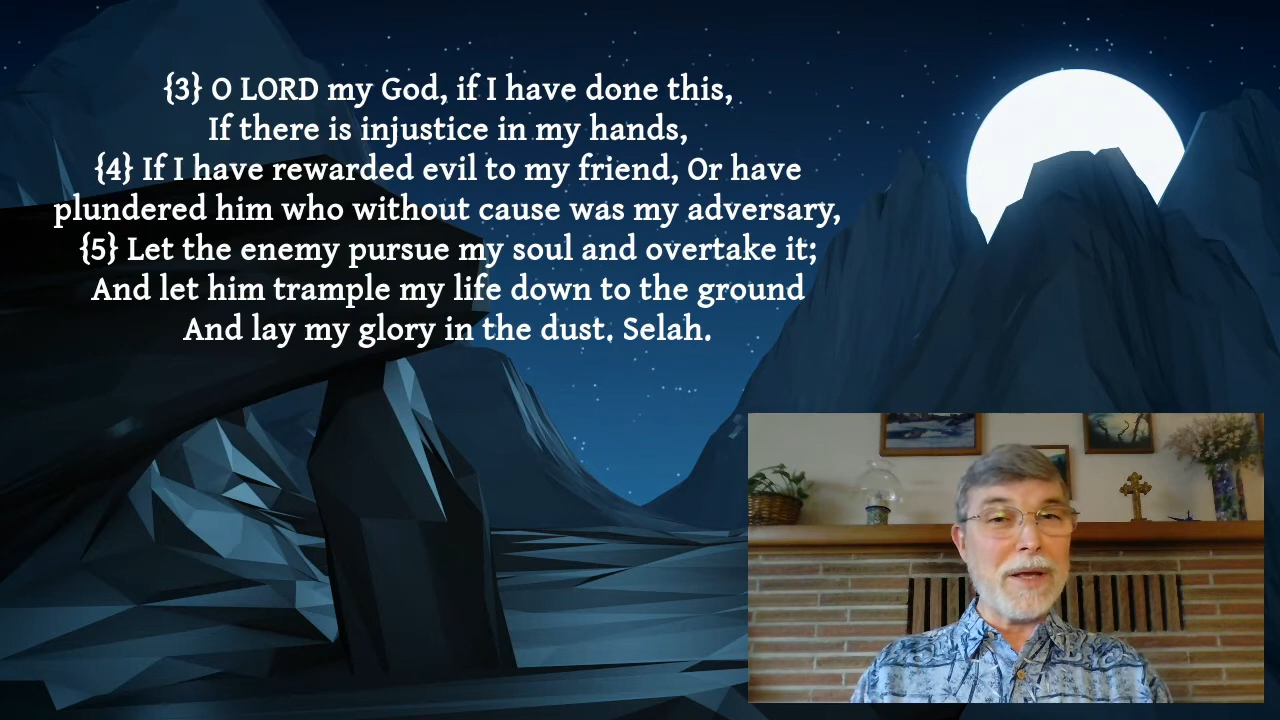 {3} O LORD my God, if I have done this,
If there is injustice in my hands,
{4} If I have rewarded evil to my friend, Or have
plundered him who without cause was my adversary,
{5} Let the enemy pursue my soul and overtake it;
And let him trample my life down to the ground
And lay my glory in the dust. Selah.